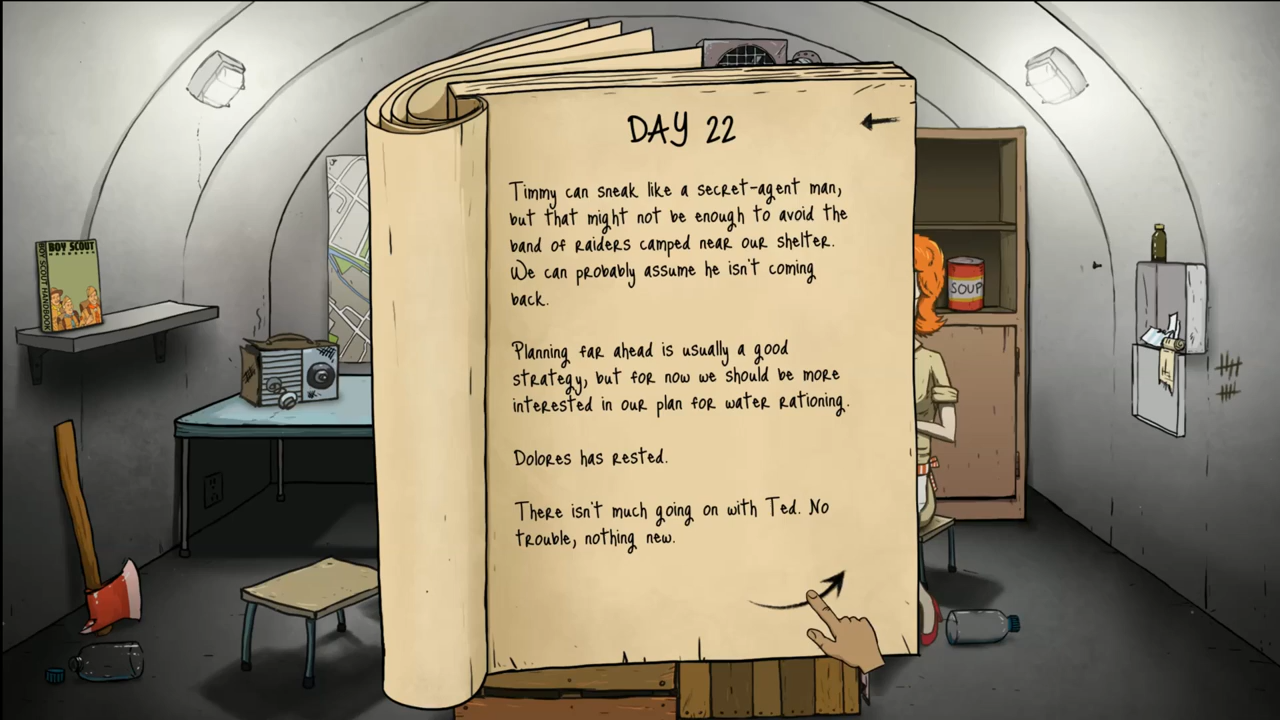 DAY 22
Timmy can sneak like a secret-agent man,
but that might not be enough to avoid the
band of raiders camped near our shelter.
We can probably assume he isn't coming
back.
Planning far ahead is usually a good
strategy, but for now we should be more
interested in our plan for water rationing.
Dolores has rested.
There isn't much going on with Ted. No
trouble, nothing new.
BOY SCOUT
BOY SCOUT HANDBOOK
SOUP